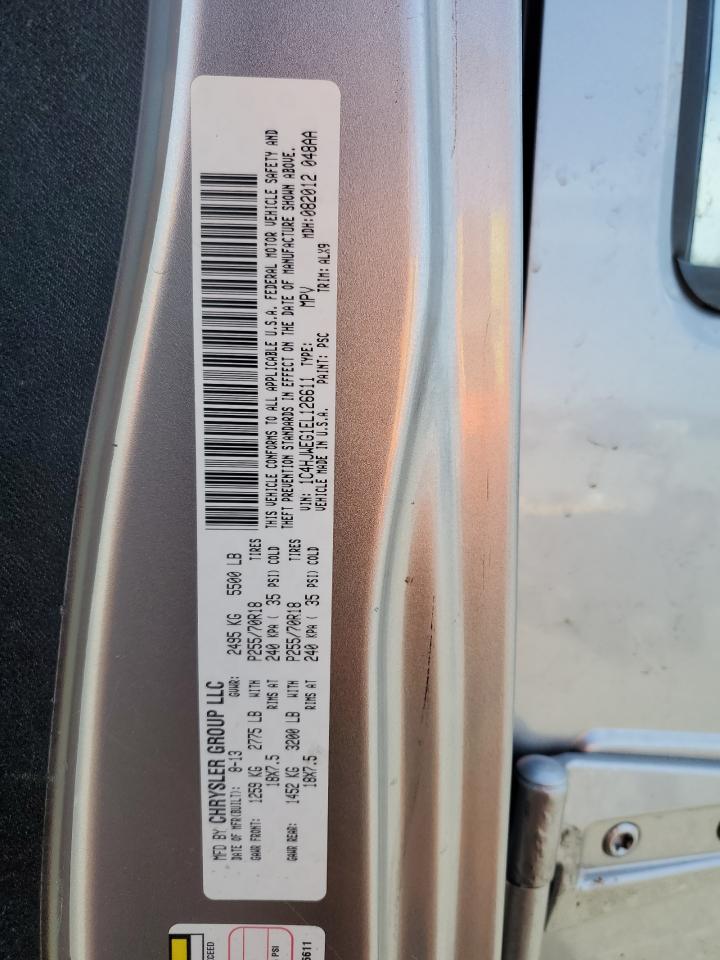 MFD BY CHRYSLER GROUP LLC
DATE OF MFR(BUILT): 8-13 GVWR: 2495 KG 5500 LB
GAWR FRONT: 1259 KG 2775 LB WITH P255/70R18 TIRES
18X7.5 RIMS AT 240 KPA ( 35 PSI) COLD
GAWR REAR: 1452 KG 3200 LB WITH P255/70R18 TIRES
18X7.5 RIMS AT 240 KPA ( 35 PSI) COLD
THIS VEHICLE CONFORMS TO ALL APPLICABLE U.S.A. FEDERAL MOTOR VEHICLE SAFETY AND
THEFT PREVENTION STANDARDS IN EFFECT ON THE DATE OF MANUFACTURE SHOWN ABOVE.
VIN: 1C4HJWEG1EL126611 TYPE: MPV MDH:082012 048AA
VEHICLE MADE IN U.S.A. PAINT: PSC TRIM: ALX9
XCEED
PSI
6611